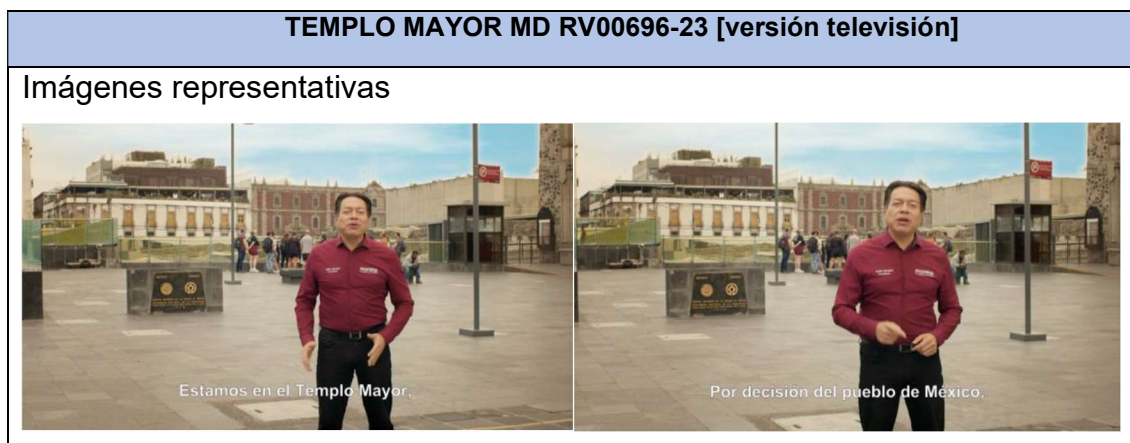 TEMPLO MAYOR MD RV00696-23 [versión televisión]
Imágenes representativas
Estamos en el Templo Mayor,
Por decisión del pueblo de México,